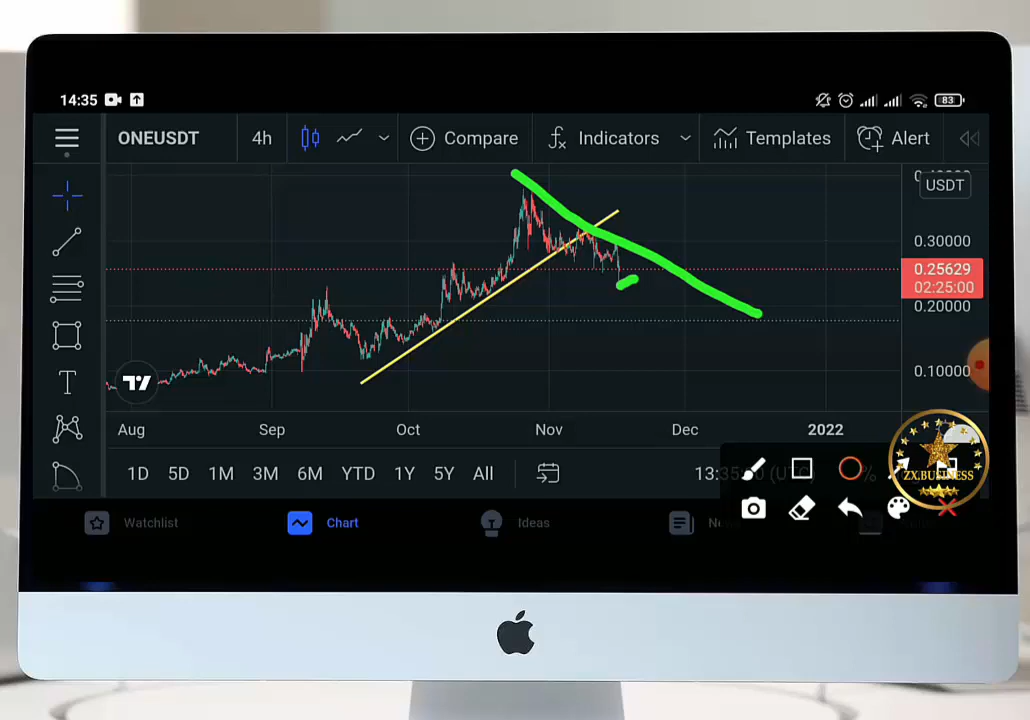 14:35
83
ONEUSDT
4h
Compare
Indicators
Templates
Alert
USDT
0.30000
0.25629
02:25:00
0.20000
0.10000
Aug
Sep
Oct
Nov
Dec
2022
1D
5D
1M
3M
6M
YTD
1Y
5Y
All
%
ZX.BUSINESS
Watchlist
Chart
Ideas